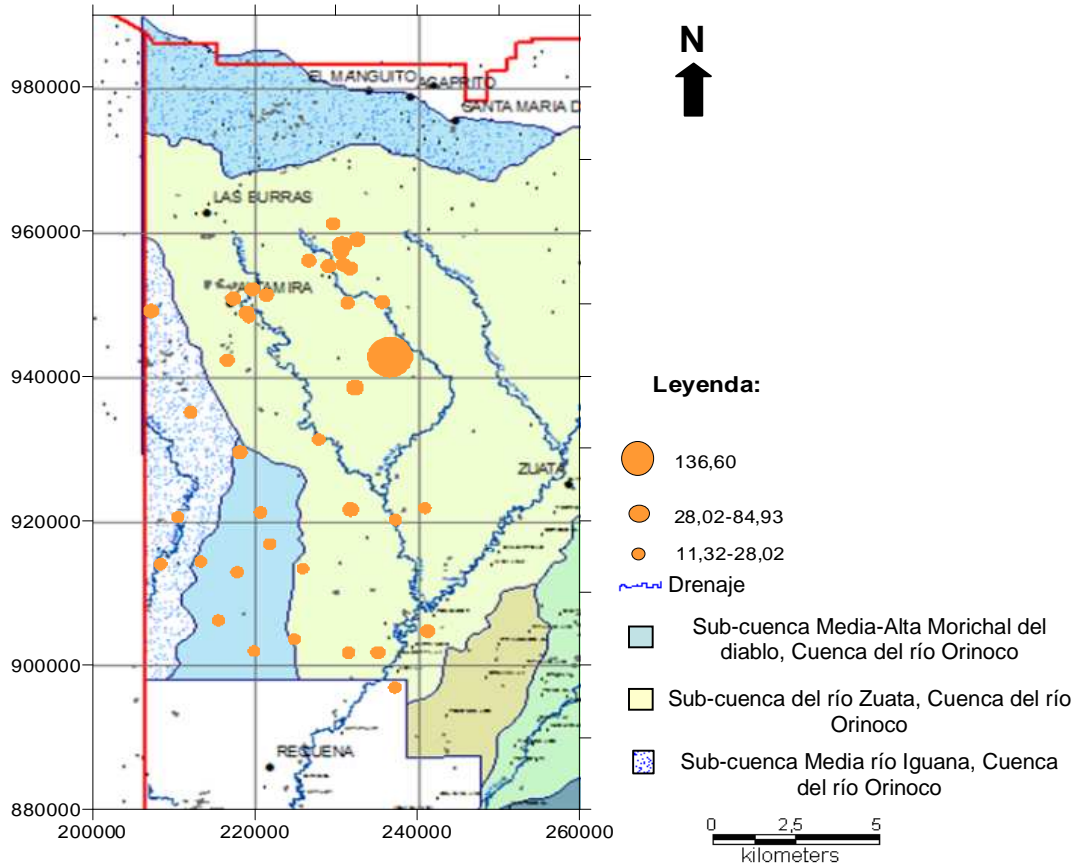 N
980000
960000
940000
920000
900000
880000
200000
220000
240000
260000
EL MANGUITO
AGAPRITO
SANTA MARIA D
LAS BURRAS
ALTAMIRA
ZUATA
REQUENA
Leyenda:
136,60
28,02-84,93
11,32-28,02
Drenaje
Sub-cuenca Media-Alta Morichal del
diablo, Cuenca del río Orinoco
Sub-cuenca del río Zuata, Cuenca del río
Orinoco
Sub-cuenca Media río Iguana, Cuenca
del río Orinoco
0 2,5 5
kilometers